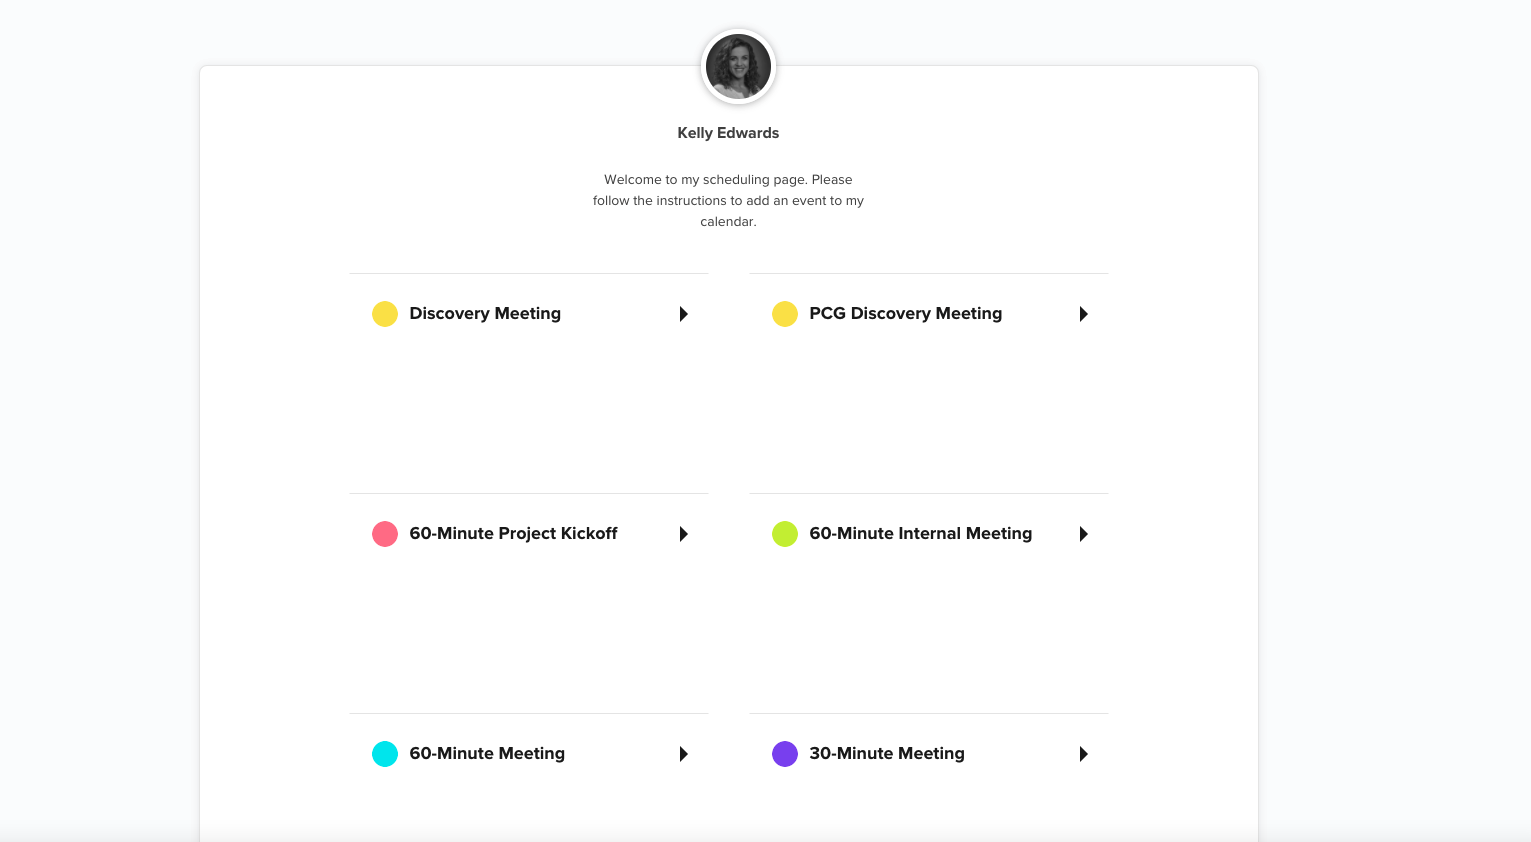 Kelly Edwards
Welcome to my scheduling page. Please
follow the instructions to add an event to my
calendar.
Discovery Meeting
PCG Discovery Meeting
60-Minute Project Kickoff
60-Minute Internal Meeting
60-Minute Meeting
30-Minute Meeting